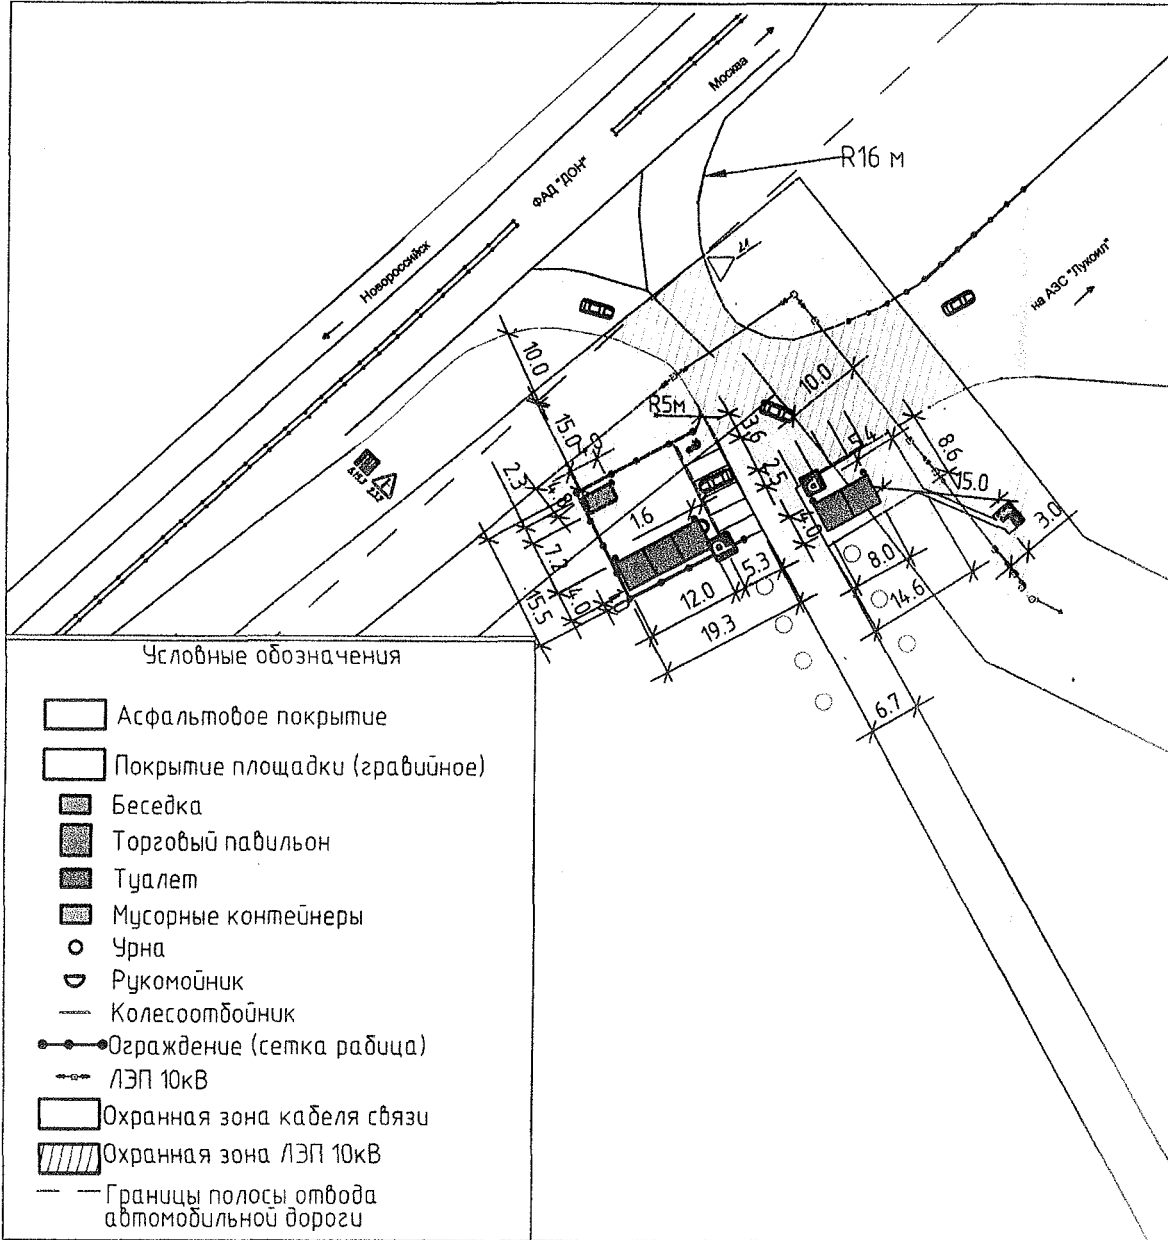 Москва
R16 м
ФАД "ДОН"
Новороссийск
на АЗС "Лукойл"
10.0
10.0
R5м
15.0
3.6
5.4
8.6
2.3
4.8
2.5
15.0
1.6
4.0
3.0
7.2
8.0
5.3
15.5
4.0
12.0
14.6
19.3
6.7
Условные обозначения
Асфальтовое покрытие
Покрытие площадки (гравийное)
Беседка
Торговый павильон
Туалет
Мусорные контейнеры
Урна
Рукомойник
Колесоотбойник
Ограждение (сетка рабица)
ЛЭП 10кВ
Охранная зона кабеля связи
Охранная зона ЛЭП 10кВ
Границы полосы отвода
автомобильной дороги